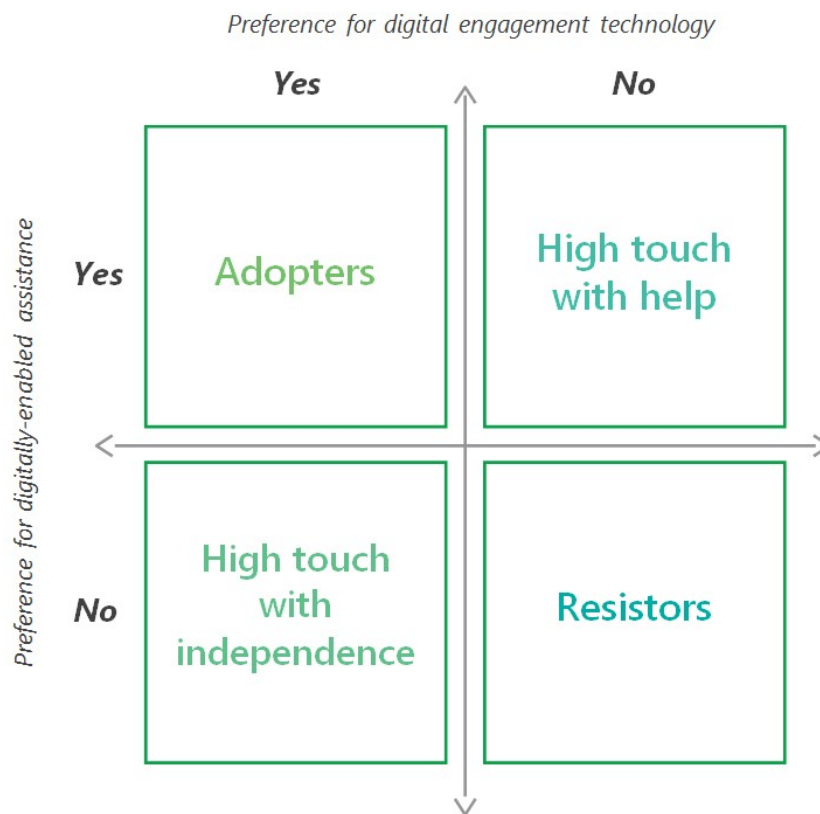 Preference for digital engagement technology
Yes
No
Preference for digitally-enabled assistance
Yes
Adopters
High touch
with help
No
High touch
with
independence
Resistors